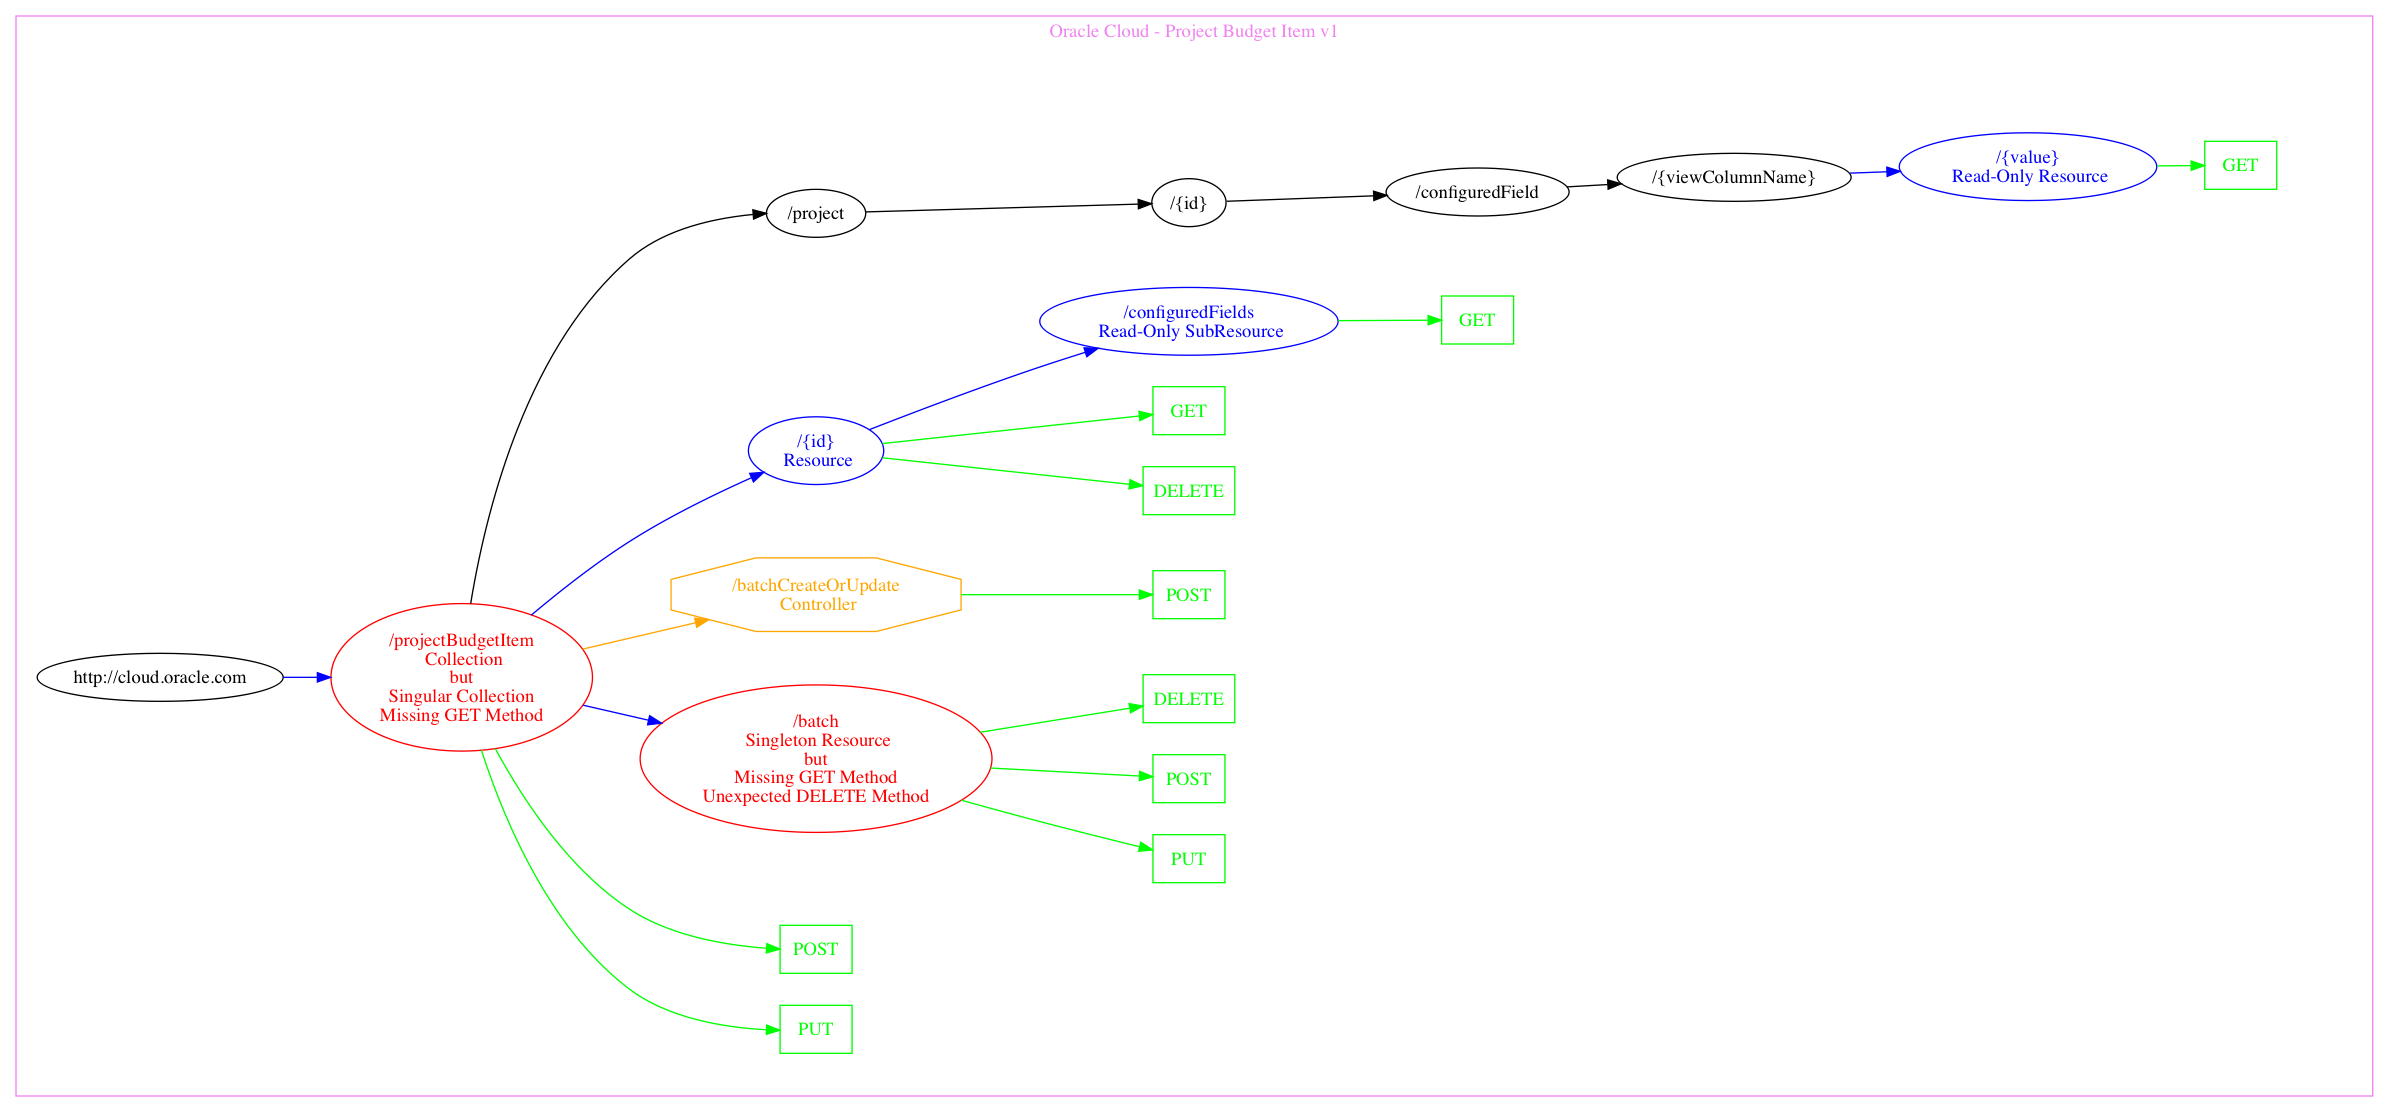 Oracle Cloud - Project Budget Item v1
/{value}
Read-Only Resource
GET
/{viewColumnName}
/configuredField
/{id}
/project
/configuredFields
Read-Only SubResource
GET
GET
/{id}
Resource
DELETE
/batchCreateOrUpdate
Controller
POST
/projectBudgetItem
Collection
but
Singular Collection
Missing GET Method
http://cloud.oracle.com
DELETE
/batch
Singleton Resource
but
Missing GET Method
Unexpected DELETE Method
POST
PUT
POST
PUT